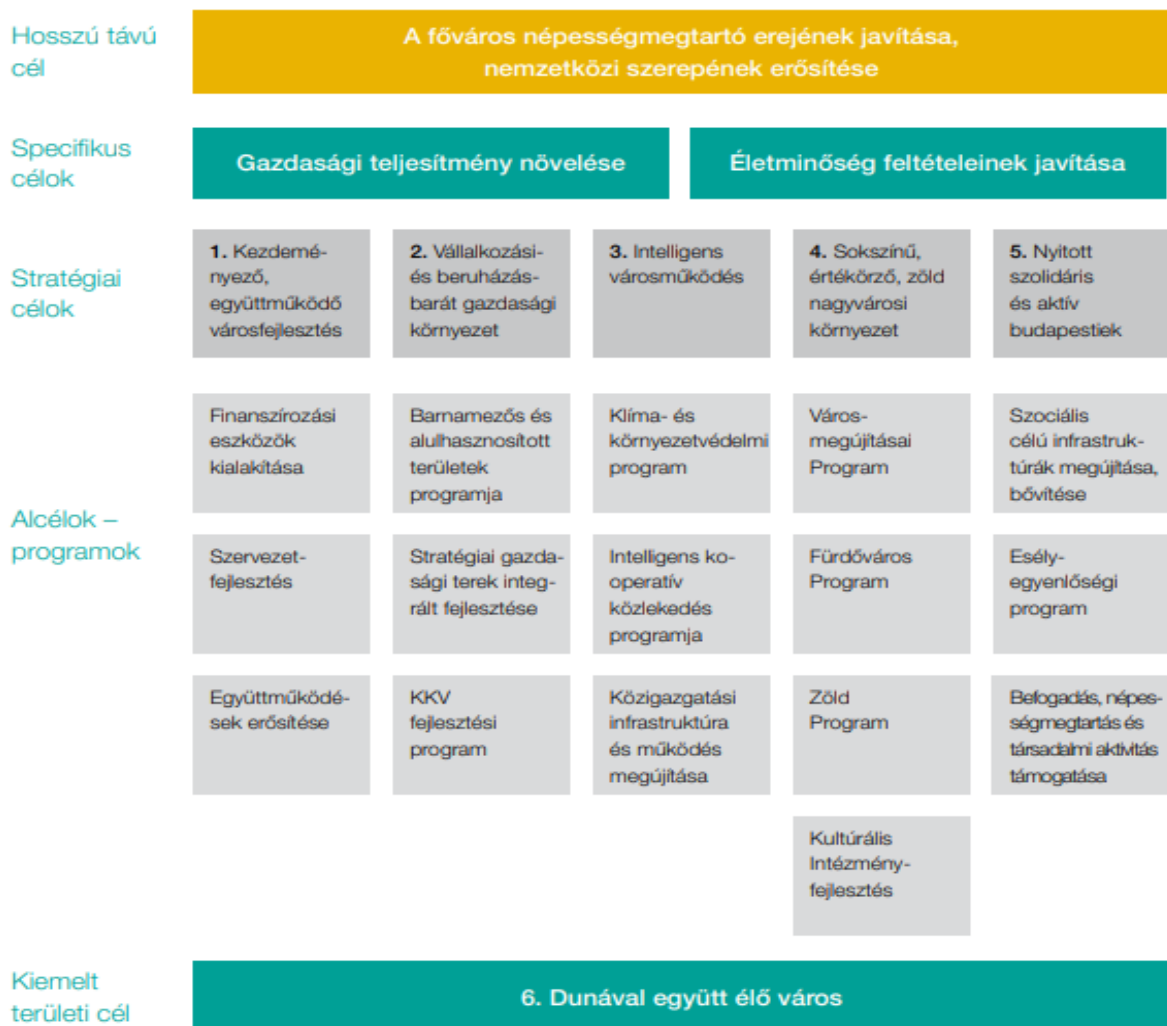 Hosszú távú
cél
A főváros népességmegtartó erejének javítása,
nemzetközi szerepének erősítése
Specifikus
célok
Gazdasági teljesítmény növelése
Életminőség feltételeinek javítása
Stratégiai
célok
1. Kezdemé-
nyező,
együttműködő
városfejlesztés
2. Vállalkozási-
és beruházás-
barát gazdasági
környezet
3. Intelligens
városműködés
4. Sokszínű,
értékörző, zöld
nagyvárosi
környezet
5. Nyitott
szolidáris
és aktív
budapestiek
Alcélok –
programok
Finanszírozási
eszközök
kialakítása
Barnamezős és
alulhasznosított
területek
programja
Klíma- és
környezetvédelmi
program
Város-
megújításai
Program
Szociális
célú infrastruk-
túrák megújítása,
bővítése
Szervezet-
fejlesztés
Stratégiai gazda-
sági terek integ-
rált fejlesztése
Intelligens ko-
operatív
közlekedés
programja
Fürdőváros
Program
Esély-
egyenlőségi
program
Együttműködé-
sek erősítése
KKV
fejlesztési
program
Közigazgatási
infrastruktúra
és működés
megújítása
Zöld
Program
Befogadás, népes-
ségmegtartás és
társadalmi aktivitás
támogatása
Kultúrális
Intézmény-
fejlesztés
Kiemelt
területi cél
6. Dunával együtt élő város